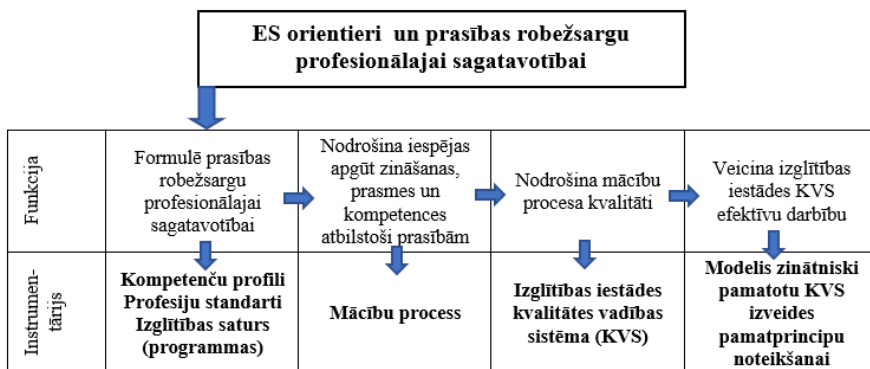 ES orientieri un prasības robežsargu
profesionālajai sagatavotībai
Funkcija
Formulē prasības
robežsargu
profesionālajai
sagatavotībai
Nodrošina iespējas
apgūt zināšanas,
prasmes un
kompetences
atbilstoši prasībām
Nodrošina mācību
procesa kvalitāti
Veicina izglītības
iestādes KVS
efektīvu darbību
Instrumen-
tārijs
Kompetenču profili
Profesiju standarti
Izglītības saturs
(programmas)
Mācību process
Izglītības iestādes
kvalitātes vadības
sistēma (KVS)
Modelis zinātniski
pamatotu KVS
izveides
pamatprincipu
noteikšanai